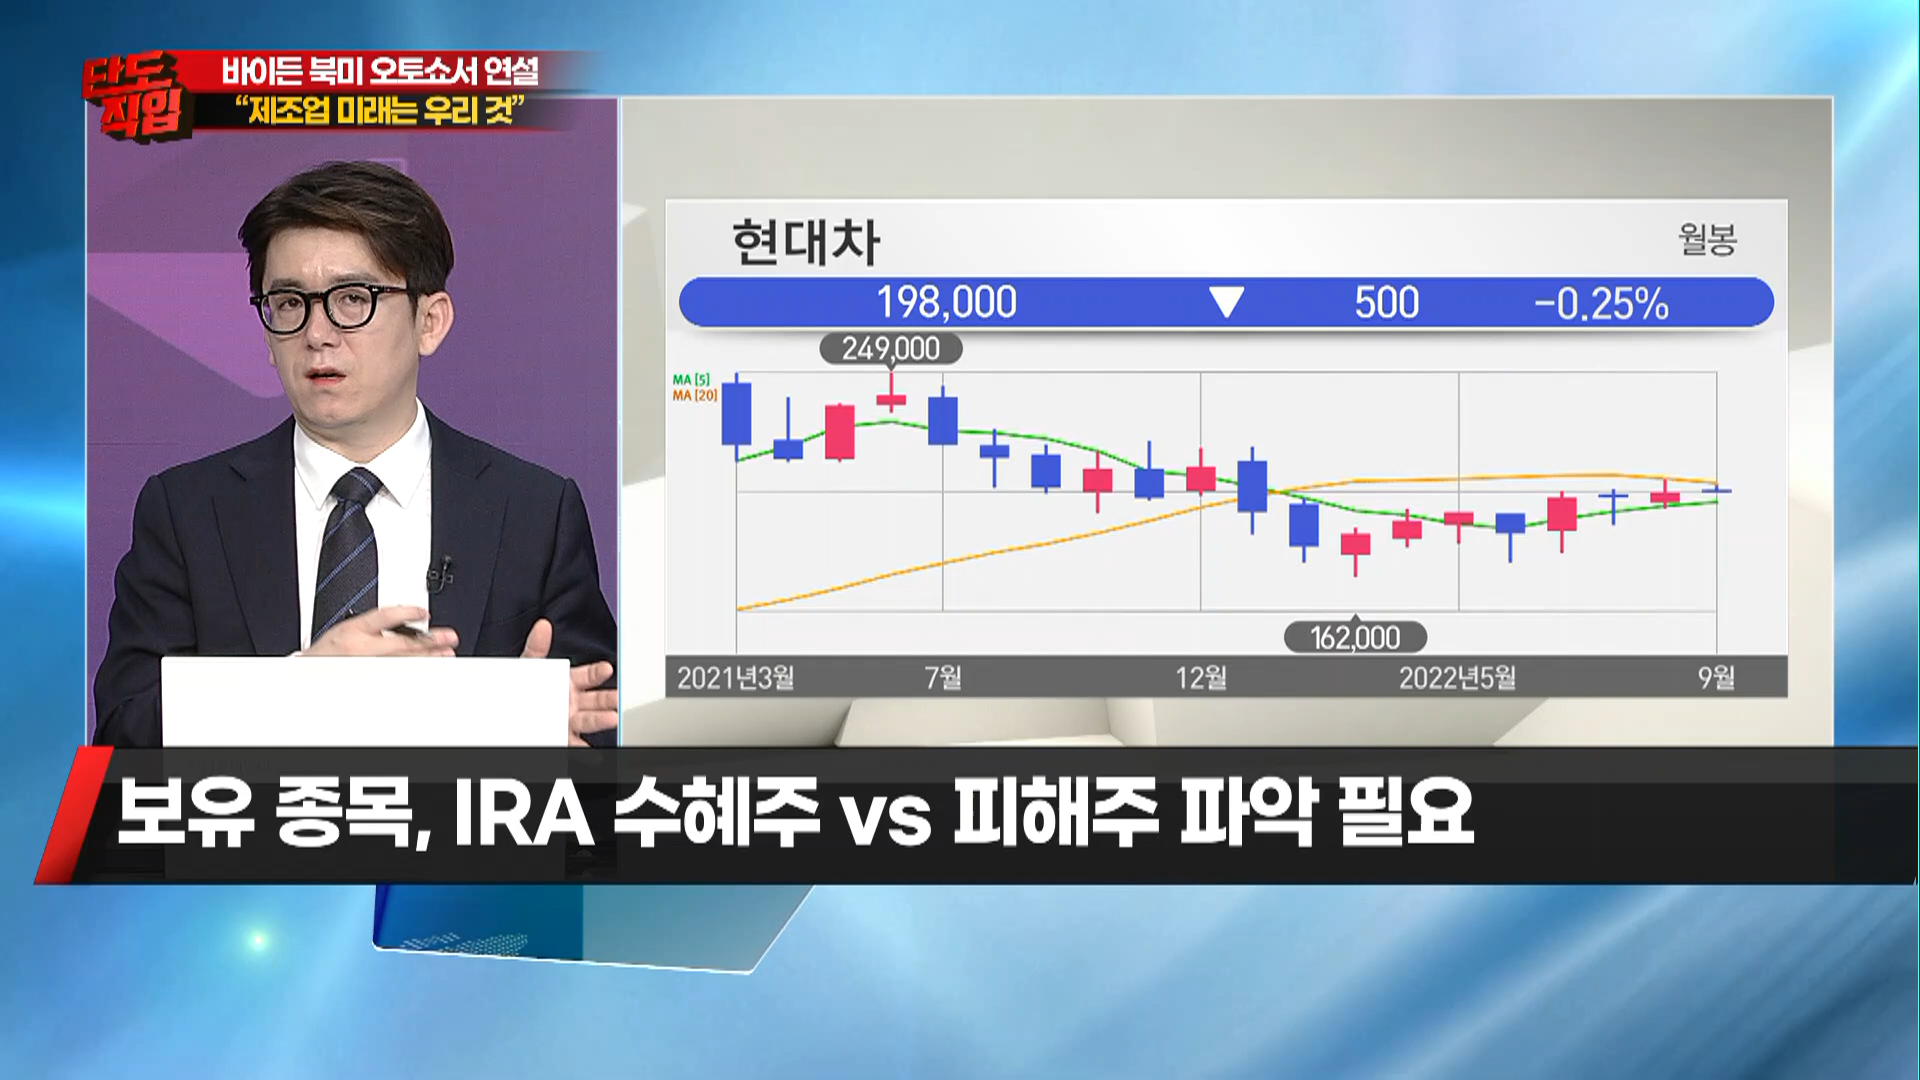 단도
직입
바이든 북미 오토쇼서 연설
“제조업 미래는 우리 것”
현대차
월봉
198,000 ▼ 500 -0.25%
249,000
MA [5]
MA [20]
162,000
2021년3월 7월 12월 2022년5월 9월
보유 종목, IRA 수혜주 vs 피해주 파악 필요